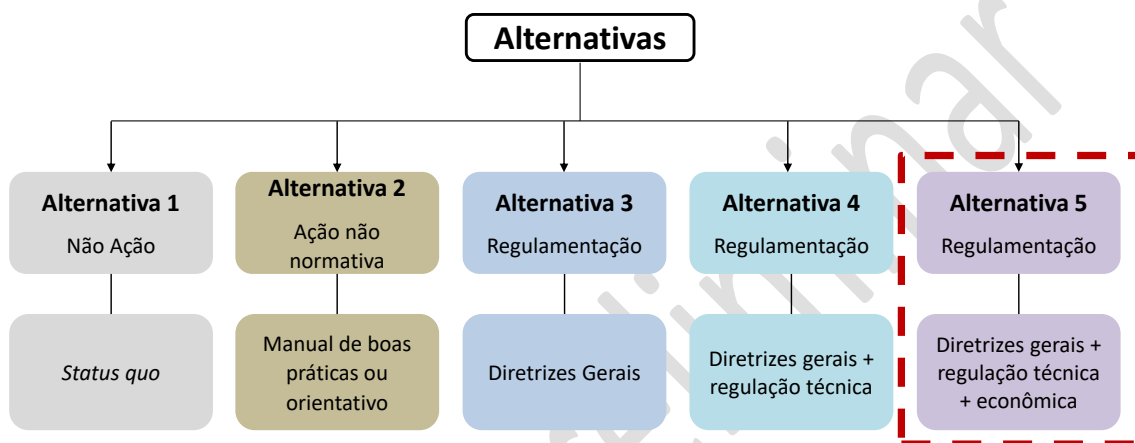 Alternativas
Alternativa 1
Não Ação
Alternativa 2
Ação não
normativa
Alternativa 3
Regulamentação
Alternativa 4
Regulamentação
Alternativa 5
Regulamentação
Status quo
Manual de boas
práticas ou
orientativo
Diretrizes Gerais
Diretrizes gerais +
regulação técnica
Diretrizes gerais +
regulação técnica
+ econômica